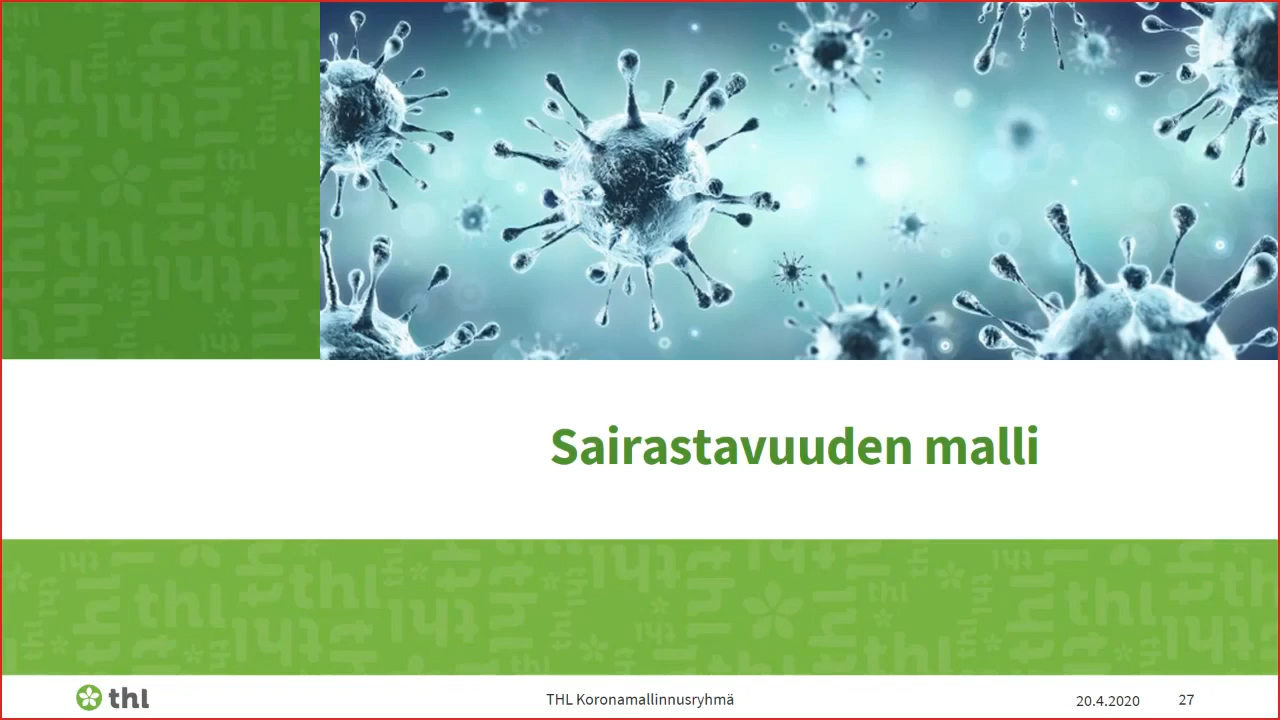 Sairastavuuden malli
thl
THL Koronamallinnusryhmä
20.4.2020
27